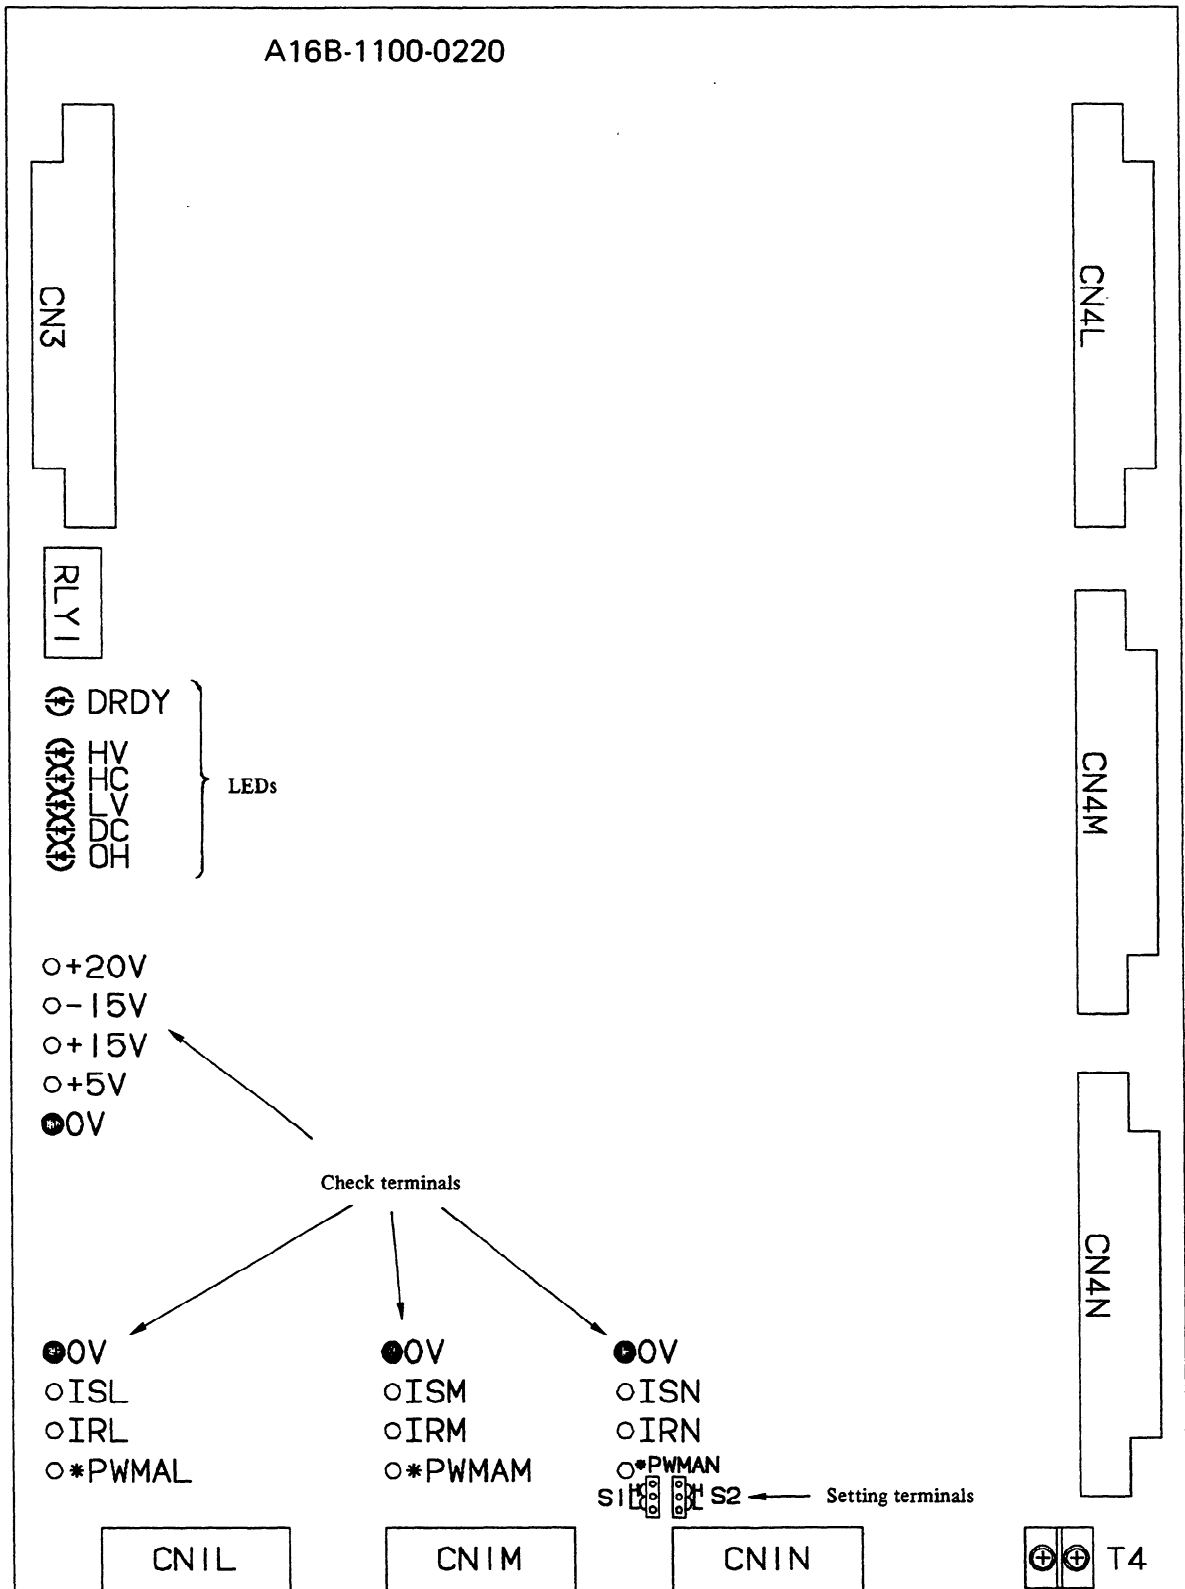 A16B-1100-0220
CN3
CN4L
RLY1
DRDY
HV
HC
LV
DC
OH
LEDs
CN4M
+20V
-15V
+15V
+5V
0V
Check terminals
CN4N
0V
ISL
IRL
*PWMAL
0V
ISM
IRM
*PWMAM
0V
ISN
IRN
*PWMAN
S1 H L
H L S2
Setting terminals
CN1L
CN1M
CN1N
T4